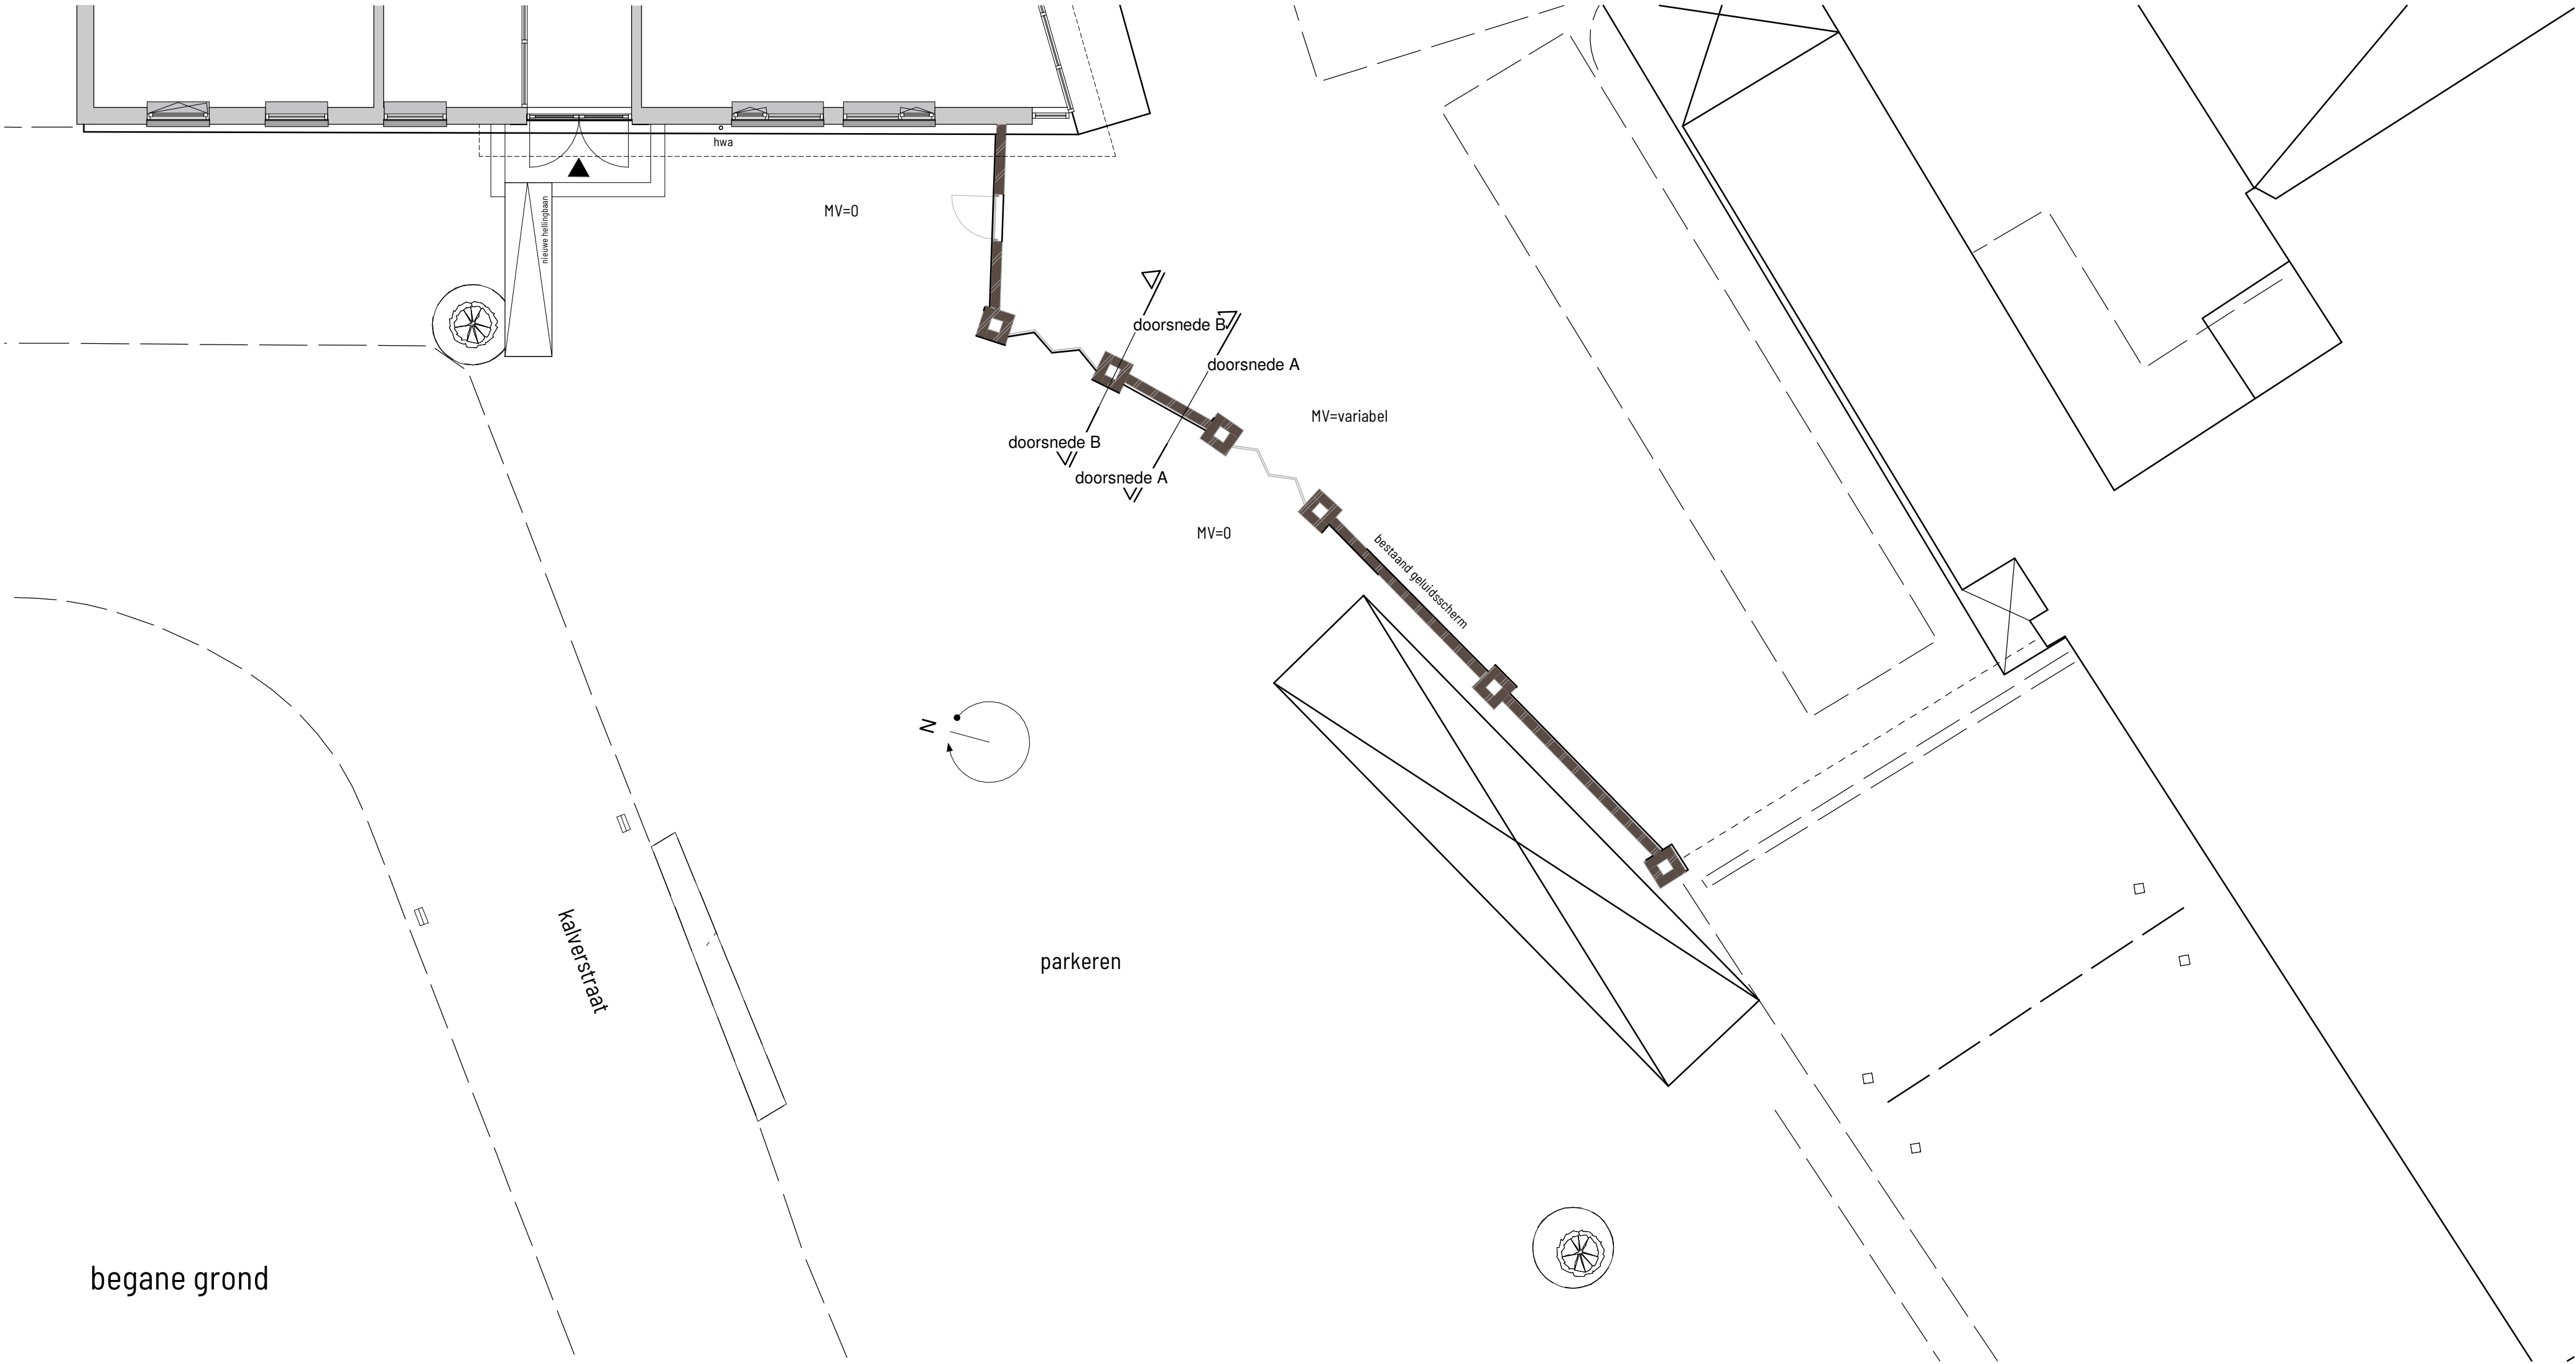 hwa
nieuwe hellingbaan
MV=0
doorsnede B
doorsnede A
MV=variabel
doorsnede B
doorsnede A
MV=0
bestaand geluidsscherm
N
kalverstraat
parkeren
begane grond